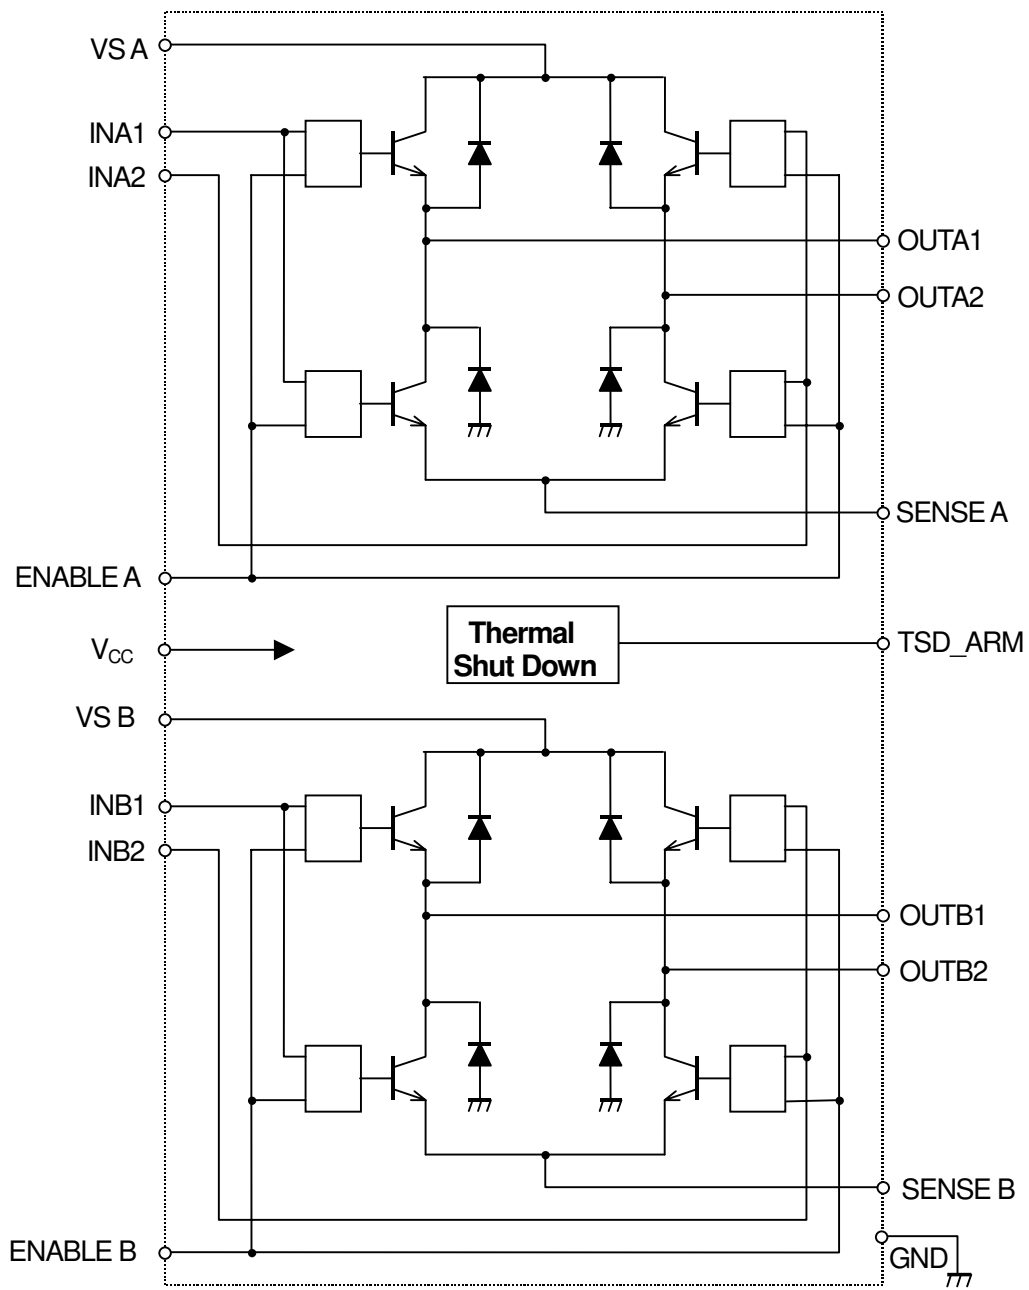 VS A
INA1
INA2
OUTA1
OUTA2
SENSE A
ENABLE A
Thermal
Shut Down
TSD_ARM
VCC
VS B
INB1
INB2
OUTB1
OUTB2
SENSE B
ENABLE B
GND